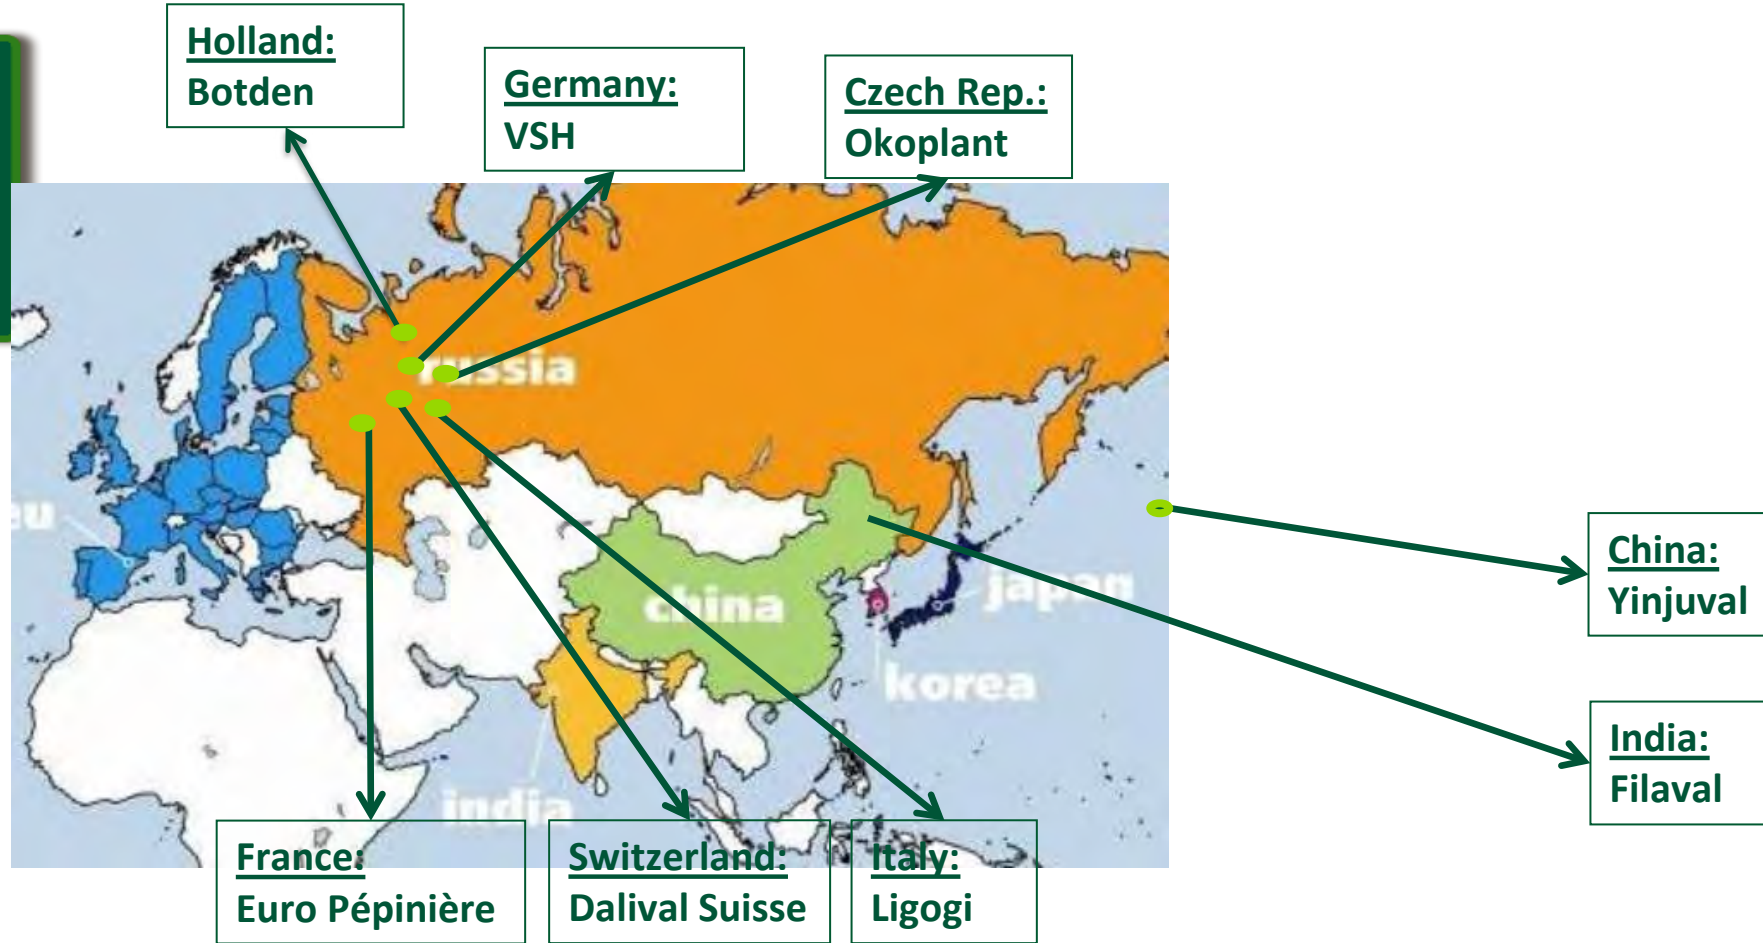 Holland:
Botden
Germany:
VSH
Czech Rep.:
Okoplant
russia
eu
china
japan
korea
india
China:
Yinjuval
India:
Filaval
France:
Euro Pépinière
Switzerland:
Dalival Suisse
Italy:
Ligogi